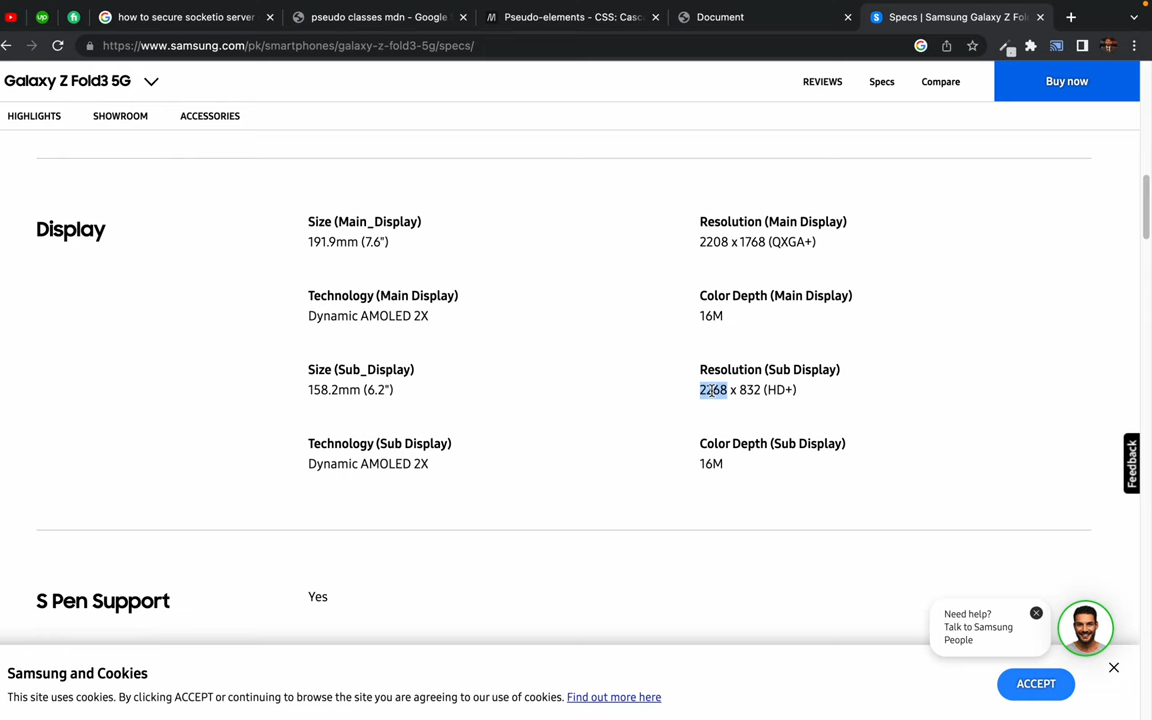 how to secure socketio server
pseudo classes mdn - Google
Pseudo-elements - CSS: Casc
Document
Specs | Samsung Galaxy Z Fol
https://www.samsung.com/pk/smartphones/galaxy-z-fold3-5g/specs/
Galaxy Z Fold3 5G
REVIEWS
Specs
Compare
Buy now
HIGHLIGHTS
SHOWROOM
ACCESSORIES
Display
Size (Main_Display)
191.9mm (7.6")
Resolution (Main Display)
2208 x 1768 (QXGA+)
Technology (Main Display)
Dynamic AMOLED 2X
Color Depth (Main Display)
16M
Size (Sub_Display)
158.2mm (6.2")
Resolution (Sub Display)
2268 x 832 (HD+)
Technology (Sub Display)
Dynamic AMOLED 2X
Color Depth (Sub Display)
16M
Feedback
S Pen Support
Yes
Need help?
Talk to Samsung
People
Samsung and Cookies
This site uses cookies. By clicking ACCEPT or continuing to browse the site you are agreeing to our use of cookies. Find out more here
ACCEPT